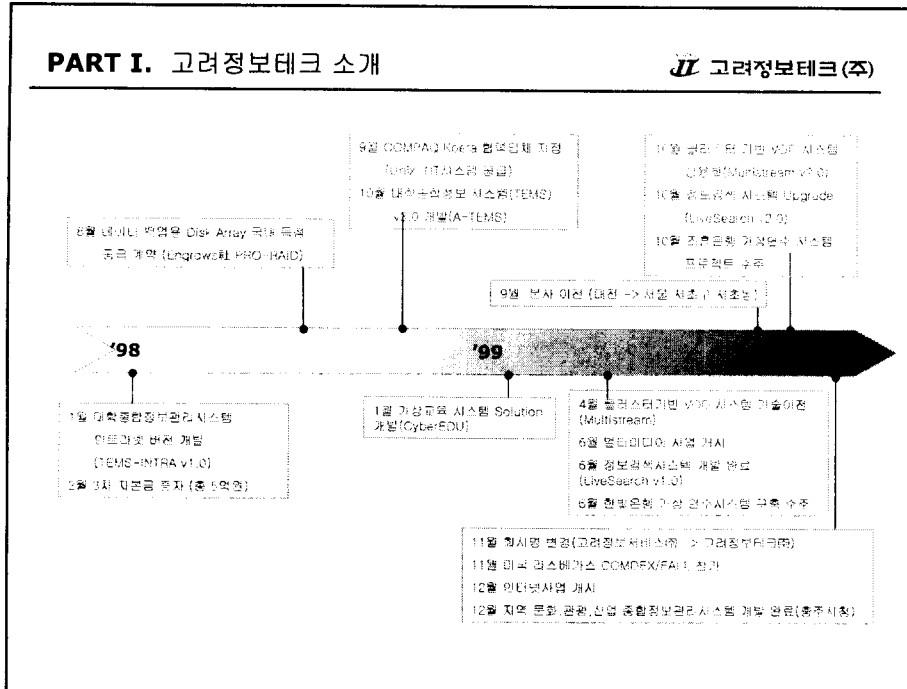 PART I. 고려정보테크 소개
고려정보테크(주)
9월 COMPAQ Koera 협력업체 지정
(Univ. IT시스템 공급)
10월 대학종합정보 시스템(TEMS)
v2.0 개발(A-TEMS)
8월 데이터 백업용 Disk Array 국내 독점
공급 계약 (Engrows社 PRO-RAID)
10월 클러스터 기반 VOD 시스템
(Multistream v2.0)
10월 정보검색 시스템 Upgrade
(LiveSearch v2.0)
10월 조흥은행 가상연수 시스템
프로젝트 수주
9월 본사 이전 (대전 -> 서울 서초구 서초동)
'98
'99
1월 대학종합정보관리시스템
인트라넷 버전 개발
(TEMS-INTRA v1.0)
2월 3차 자본금 증자 (총 5억원)
1월 가상교육 시스템 Solution
개발(CyberEDU)
4월 클러스터기반 VOD 시스템 기술이전
(Multistream)
6월 멀티미디어 사업 개시
6월 정보검색시스템 개발 완료
(LiveSearch v1.0)
6월 한빛은행 가상 연수시스템 구축 수주
11월 회사명 변경(고려정보서비스㈜ -> 고려정보테크㈜)
11월 미국 라스베가스 COMDEX/FALL 참가
12월 인터넷사업 개시
12월 지역 문화,관광,산업 종합정보관리시스템 개발 완료(충주시청)